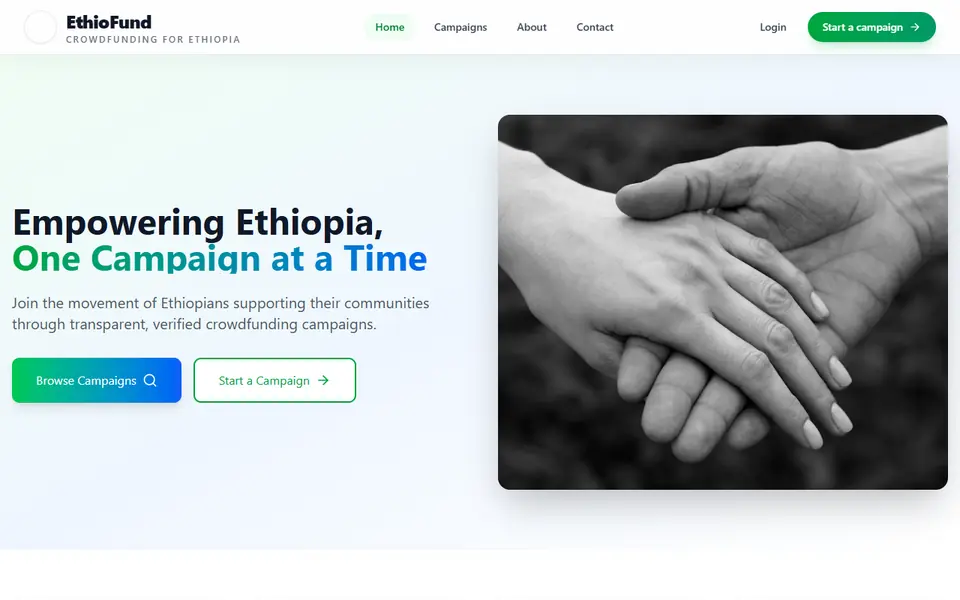 EthioFund
CROWDFUNDING FOR ETHIOPIA
Home
Campaigns
About
Contact
Login
Start a campaign
Empowering Ethiopia,
One Campaign at a Time
Join the movement of Ethiopians supporting their communities
through transparent, verified crowdfunding campaigns.
Browse Campaigns
Start a Campaign